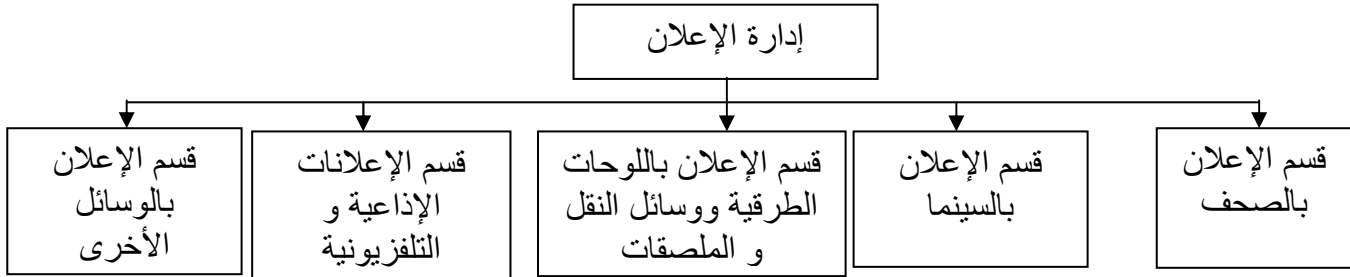 إدارة الإعلان
قسم الإعلان
بالصحف
قسم الإعلان
بالسينما
قسم الإعلان باللوحات
الطرقية ووسائل النقل
و الملصقات
قسم الإعلانات
الإذاعية و
التلفزيونية
قسم الإعلان
بالوسائل
الأخرى